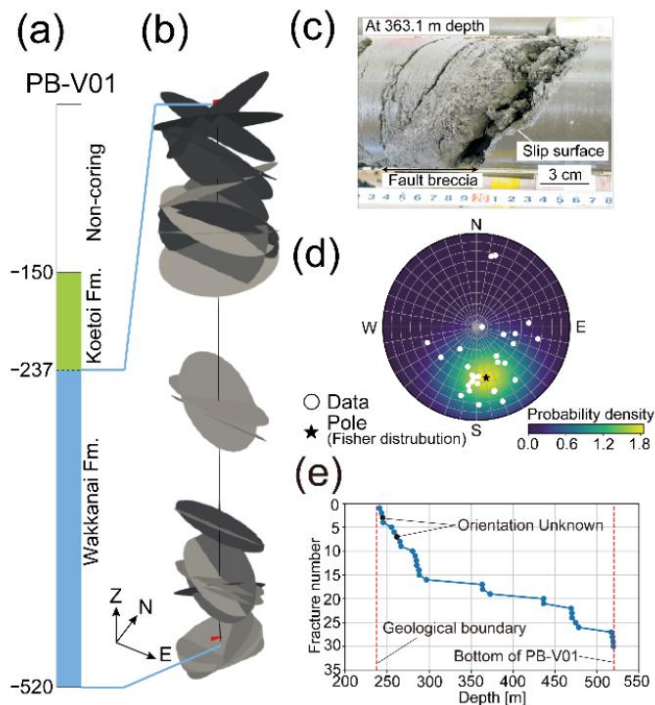 (a)
PB-V01
Non-coring
−150
Koetoi Fm.
−237
Wakkanai Fm.
−520
(b)
Z
N
E
(c)
At 363.1 m depth
Slip surface
Fault breccia
3 cm
(d)
N
W
E
S
Data
Pole
(Fisher distrubution)
Probability density
0.0 0.6 1.2 1.8
(e)
Fracture number
0
5
10
15
20
25
30
35
Orientation Unknown
Geological boundary
Bottom of PB-V01
200 250 300 350 400 450 500 550
Depth [m]